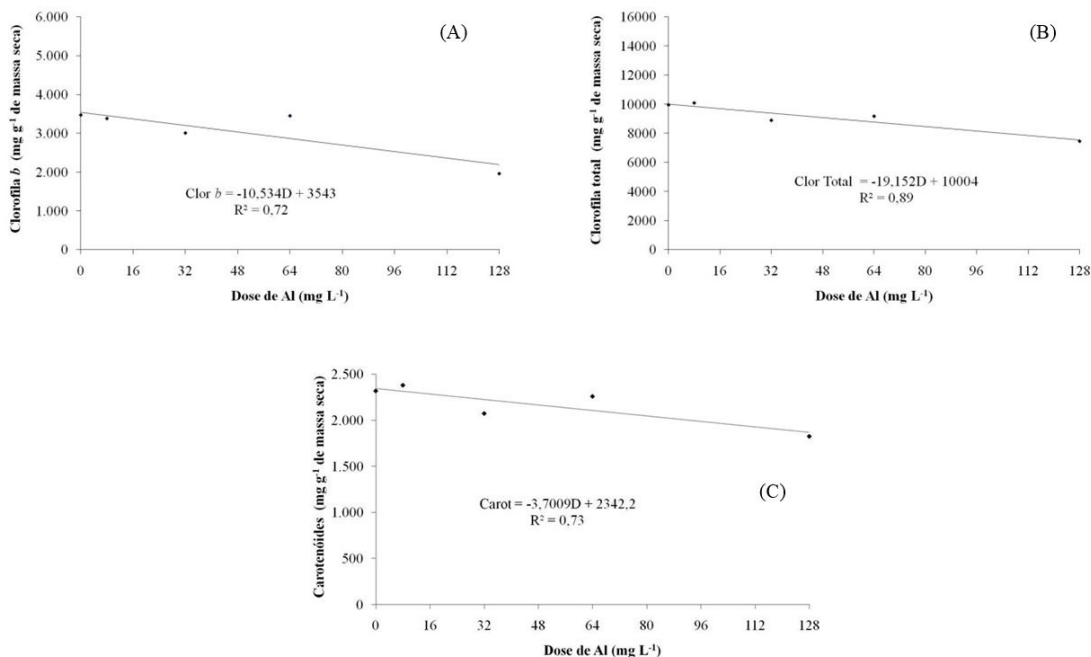 (A)
Clorofila b (mg g-1 de massa seca)
6.000
5.000
4.000
3.000
2.000
1.000
0
Clor b = -10,534D + 3543
R² = 0,72
0 16 32 48 64 80 96 112 128
Dose de Al (mg L-1)
(B)
Clorofila total (mg g-1 de massa seca)
16000
14000
12000
10000
8000
6000
4000
2000
0
Clor Total = -19,152D + 10004
R² = 0,89
0 16 32 48 64 80 96 112 128
Dose de Al (mg L-1)
Carotenóides (mg g-1 de massa seca)
2.500
2.000
1.500
1.000
500
0
(C)
Carot = -3,7009D + 2342,2
R² = 0,73
0 16 32 48 64 80 96 112 128
Dose de Al (mg L-1)